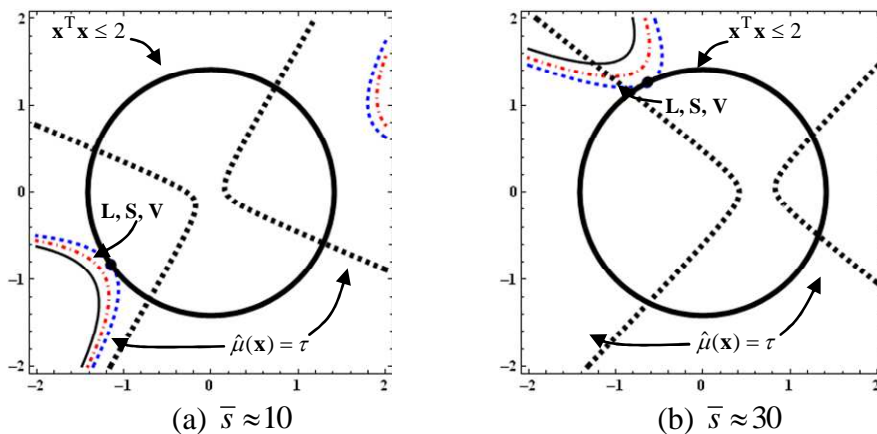 x^T x ≤ 2
2
1
0
-1
-2
-2
-1
0
1
2
L, S, V
μ̂(x) = τ
(a) s̄ ≈ 10
x^T x ≤ 2
2
1
0
-1
-2
-2
-1
0
1
2
L, S, V
μ̂(x) = τ
(b) s̄ ≈ 30